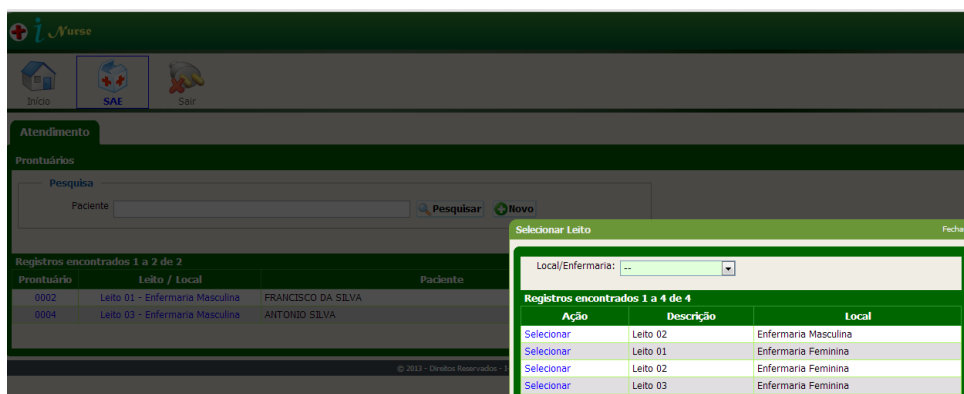 i Nurse
Início SAE Sair
Atendimento
Prontuários
Pesquisa
Paciente Pesquisar Novo
Registros encontrados 1 a 2 de 2
Prontuário Leito / Local Paciente
0002 Leito 01 - Enfermaria Masculina FRANCISCO DA SILVA
0004 Leito 03 - Enfermaria Masculina ANTONIO SILVA
© 2013 - Direitos Reservados -
Selecionar Leito Fecha
Local/Enfermaria: --
Registros encontrados 1 a 4 de 4
Ação Descrição Local
Selecionar Leito 02 Enfermaria Masculina
Selecionar Leito 01 Enfermaria Feminina
Selecionar Leito 02 Enfermaria Feminina
Selecionar Leito 03 Enfermaria Feminina